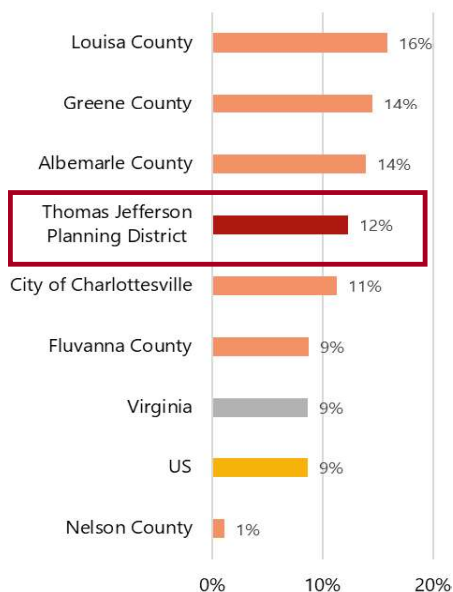 Louisa County 16%
Greene County 14%
Albemarle County 14%
Thomas Jefferson
Planning District 12%
City of Charlottesville 11%
Fluvanna County 9%
Virginia 9%
US 9%
Nelson County 1%
0% 10% 20%